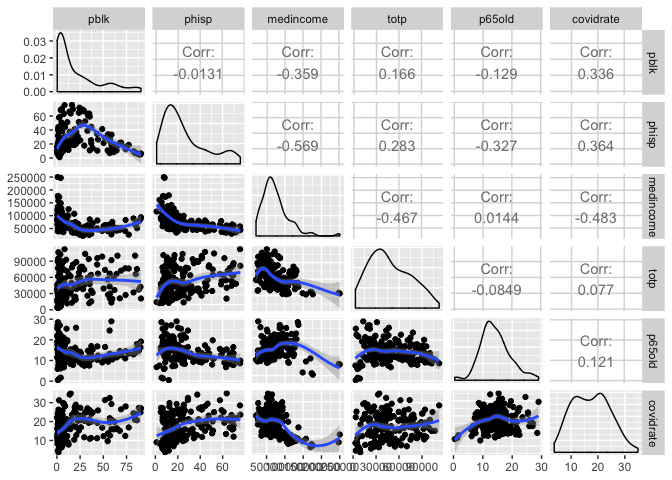 pblk phisp medincome totp p65old covidrate
0.03
0.02
0.01
0.00
Corr:
-0.0131
Corr:
-0.359
Corr:
0.166
Corr:
-0.129
Corr:
0.336
pblk
60
40
20
0
Corr:
-0.569
Corr:
0.283
Corr:
-0.327
Corr:
0.364
phisp
250000
200000
150000
100000
50000
Corr:
-0.467
Corr:
0.0144
Corr:
-0.483
medincome
90000
60000
30000
0
Corr:
-0.0849
Corr:
0.077
totp
30
20
10
0
Corr:
0.121
p65old
30
20
10
covidrate
0 25 50 75
0 20 40 60
0 10 20 30
10 20 30